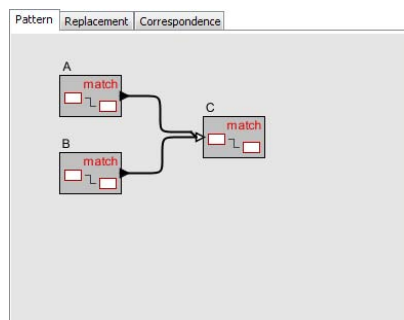 Pattern Replacement Correspondence
A
match
C
match
B
match